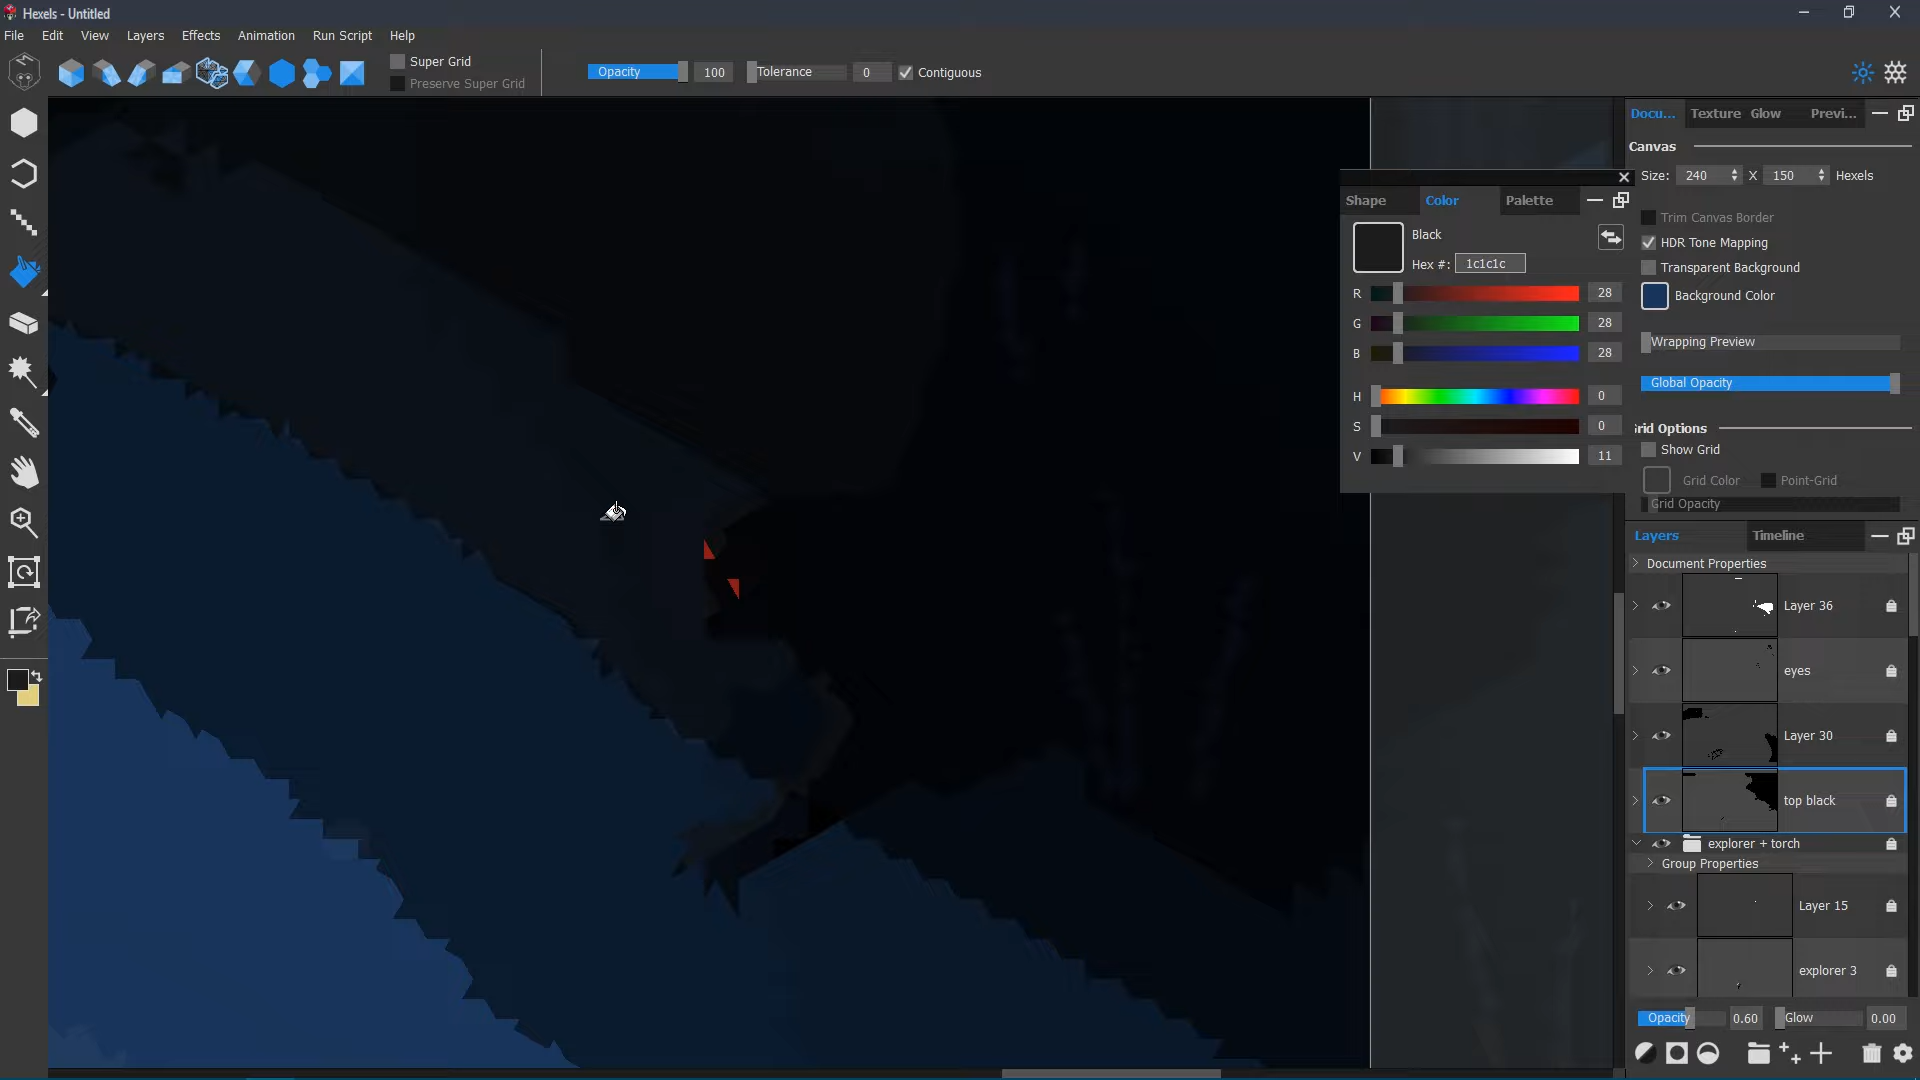 Hexels - Untitled
File Edit View Layers Effects Animation Run Script Help
Super Grid
Preserve Super Grid
Opacity 100 Tolerance 0 Contiguous
Docu... Texture Glow Previ...
Canvas
Size: 240 X 150 Hexels
Trim Canvas Border
HDR Tone Mapping
Transparent Background
Background Color
Wrapping Preview
Global Opacity
Grid Options
Show Grid
Grid Color Point-Grid
Grid Opacity
Shape Color Palette
Black
Hex #: 1c1c1c
R 28
G 28
B 28
H 0
S 0
V 11
Layers Timeline
Document Properties
Layer 36
eyes
Layer 30
top black
explorer + torch
Group Properties
Layer 15
explorer 3
Opacity 0.60 Glow 0.00